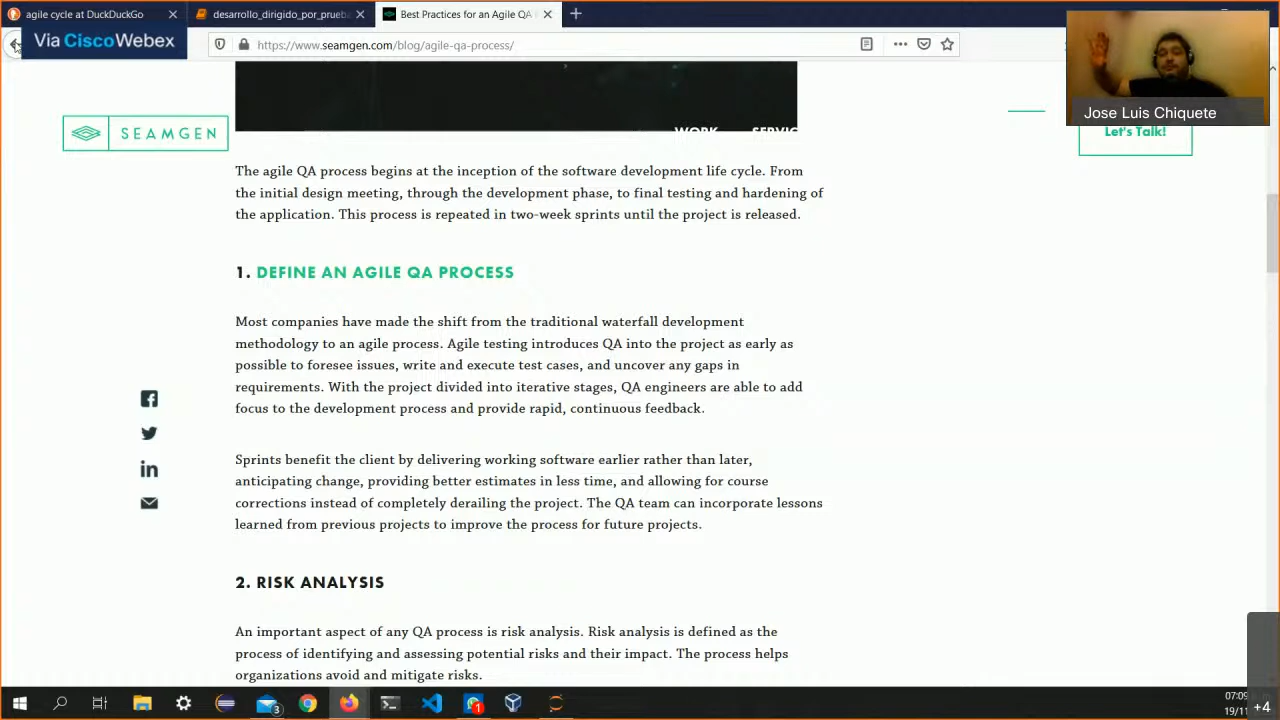 agile cycle at DuckDuckGo
desarrollo_dirigido_por_prueb
Best Practices for an Agile QA
Via CiscoWebex
https://www.seamgen.com/blog/agile-qa-process/
Jose Luis Chiquete
SEAMGEN
WORK
SERVIC
Let's Talk!
The agile QA process begins at the inception of the software development life cycle. From
the initial design meeting, through the development phase, to final testing and hardening of
the application. This process is repeated in two-week sprints until the project is released.
1. DEFINE AN AGILE QA PROCESS
Most companies have made the shift from the traditional waterfall development
methodology to an agile process. Agile testing introduces QA into the project as early as
possible to foresee issues, write and execute test cases, and uncover any gaps in
requirements. With the project divided into iterative stages, QA engineers are able to add
focus to the development process and provide rapid, continuous feedback.
Sprints benefit the client by delivering working software earlier rather than later,
anticipating change, providing better estimates in less time, and allowing for course
corrections instead of completely derailing the project. The QA team can incorporate lessons
learned from previous projects to improve the process for future projects.
2. RISK ANALYSIS
An important aspect of any QA process is risk analysis. Risk analysis is defined as the
process of identifying and assessing potential risks and their impact. The process helps
organizations avoid and mitigate risks.
3
1
07:09
19/11
+4